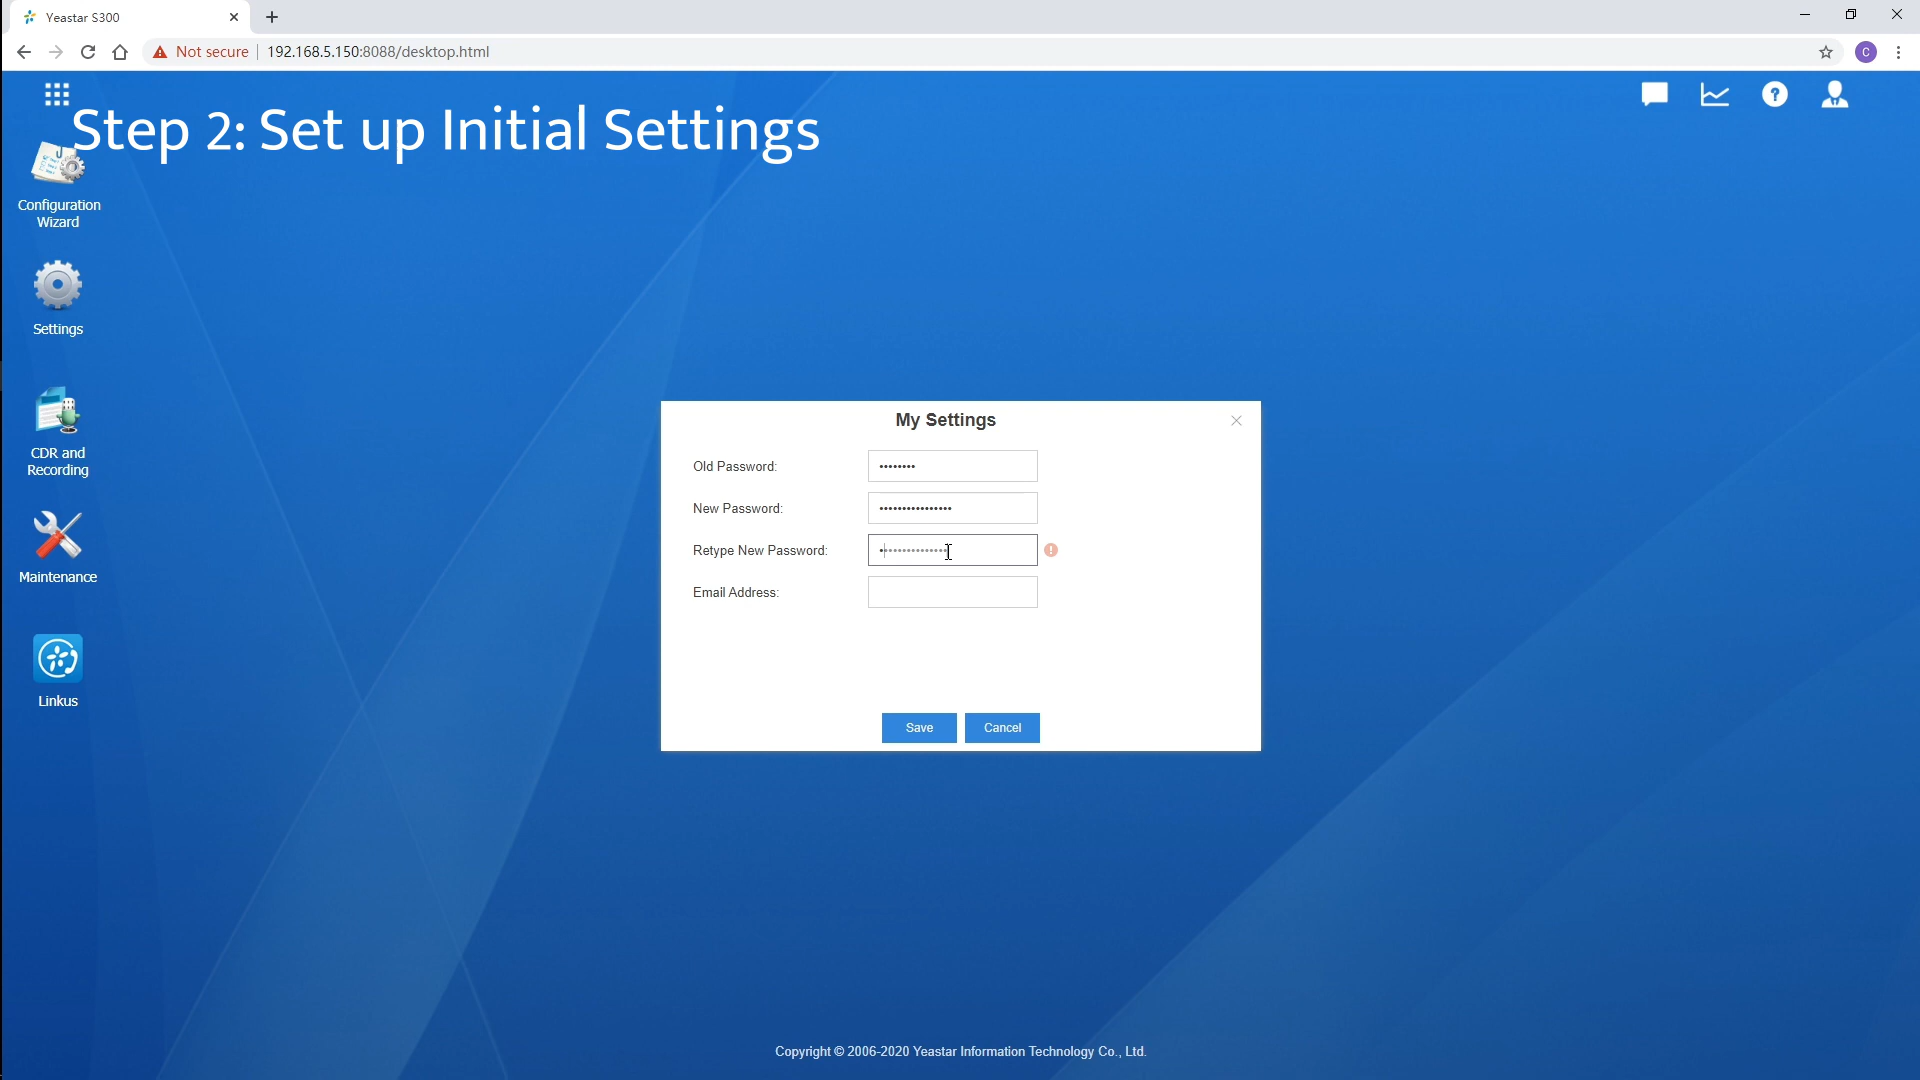 Yeastar S300
Not secure
192.168.5.150:8088/desktop.html
C
?
Step 2: Set up Initial Settings
Configuration
Wizard
Settings
CDR and
Recording
Maintenance
Linkus
My Settings
Old Password:
••••••••
New Password:
••••••••••••••••
Retype New Password:
••••••••••••••••
!
Email Address:
Save
Cancel
Copyright © 2006-2020 Yeastar Information Technology Co., Ltd.